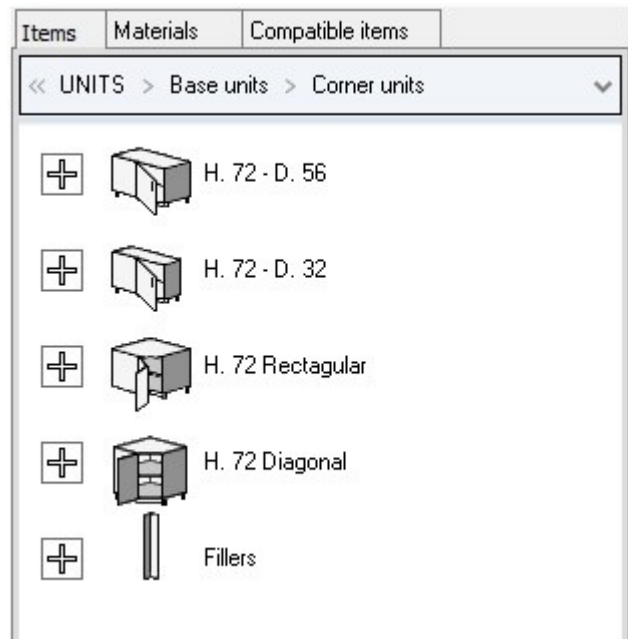 Items Materials Compatible items
« UNITS > Base units > Corner units
H. 72 - D. 56
H. 72 - D. 32
H. 72 Rectagular
H. 72 Diagonal
Fillers